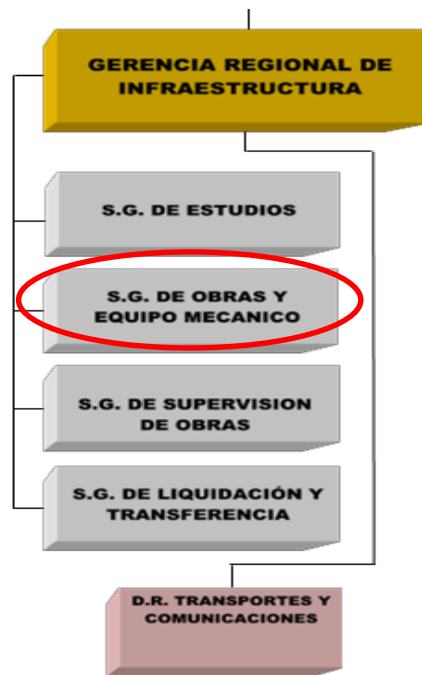 GERENCIA REGIONAL DE
INFRAESTRUCTURA
S.G. DE ESTUDIOS
S.G. DE OBRAS Y
EQUIPO MECANICO
S.G. DE SUPERVISION
DE OBRAS
S.G. DE LIQUIDACIÓN Y
TRANSFERENCIA
D.R. TRANSPORTES Y
COMUNICACIONES